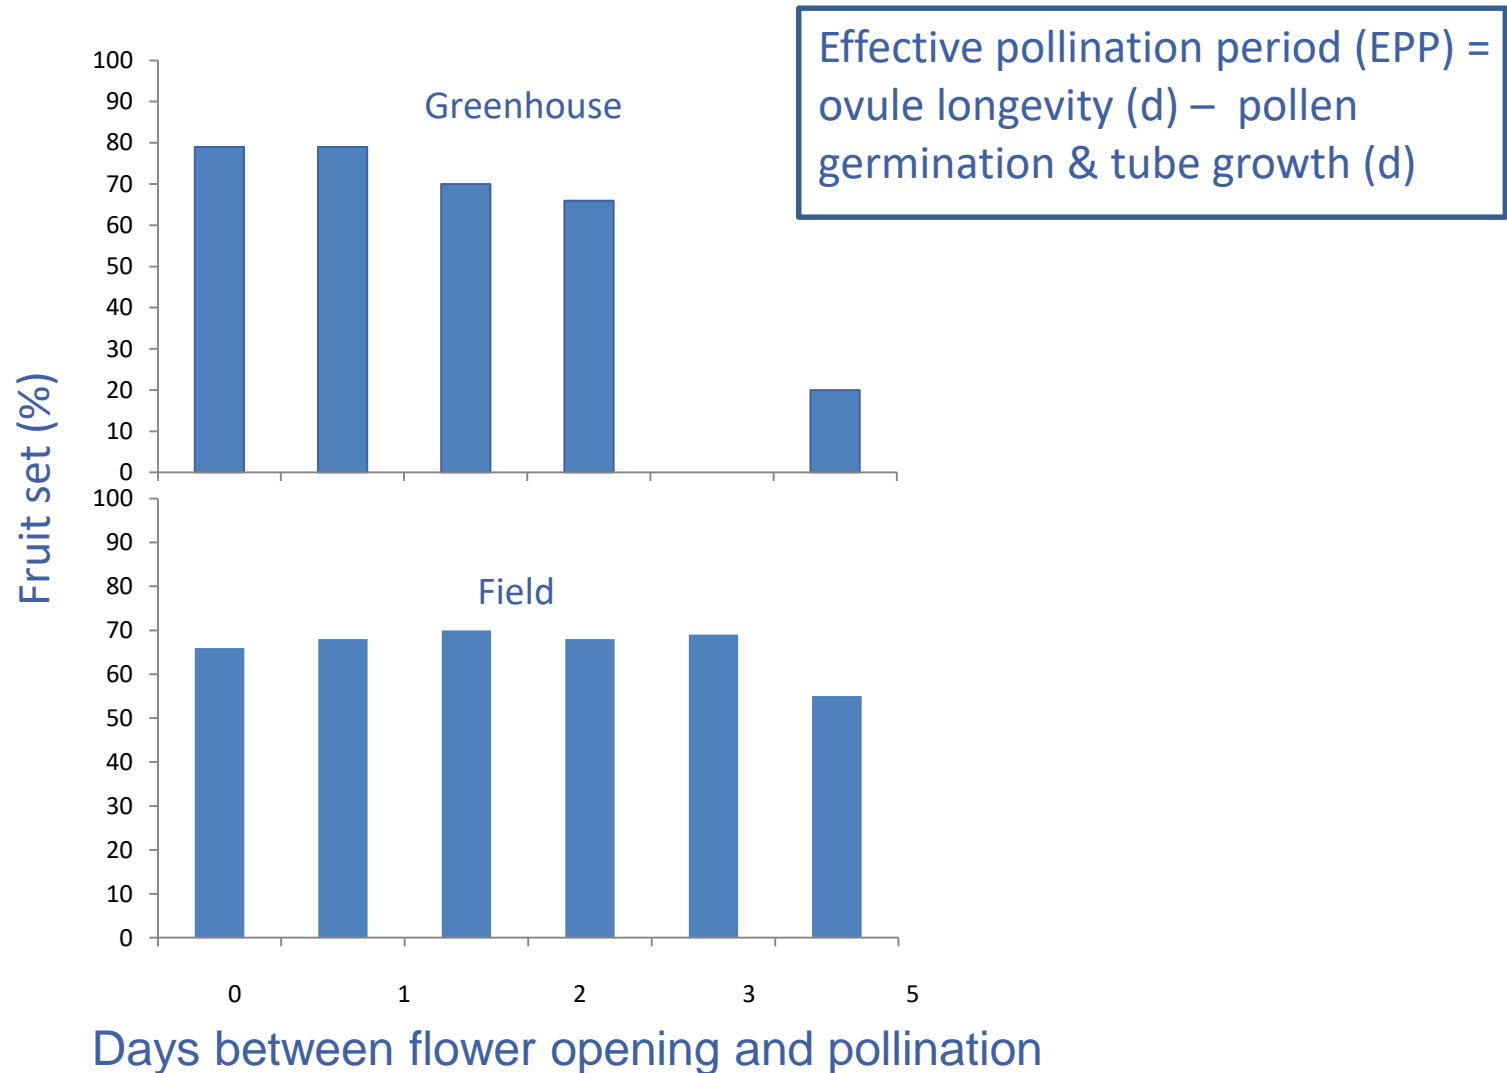 Effective pollination period (EPP) =
ovule longevity (d) – pollen
germination & tube growth (d)
Greenhouse
100
90
80
70
60
50
40
30
20
10
0
Fruit set (%)
Field
100
90
80
70
60
50
40
30
20
10
0
0 1 2 3 5
Days between flower opening and pollination